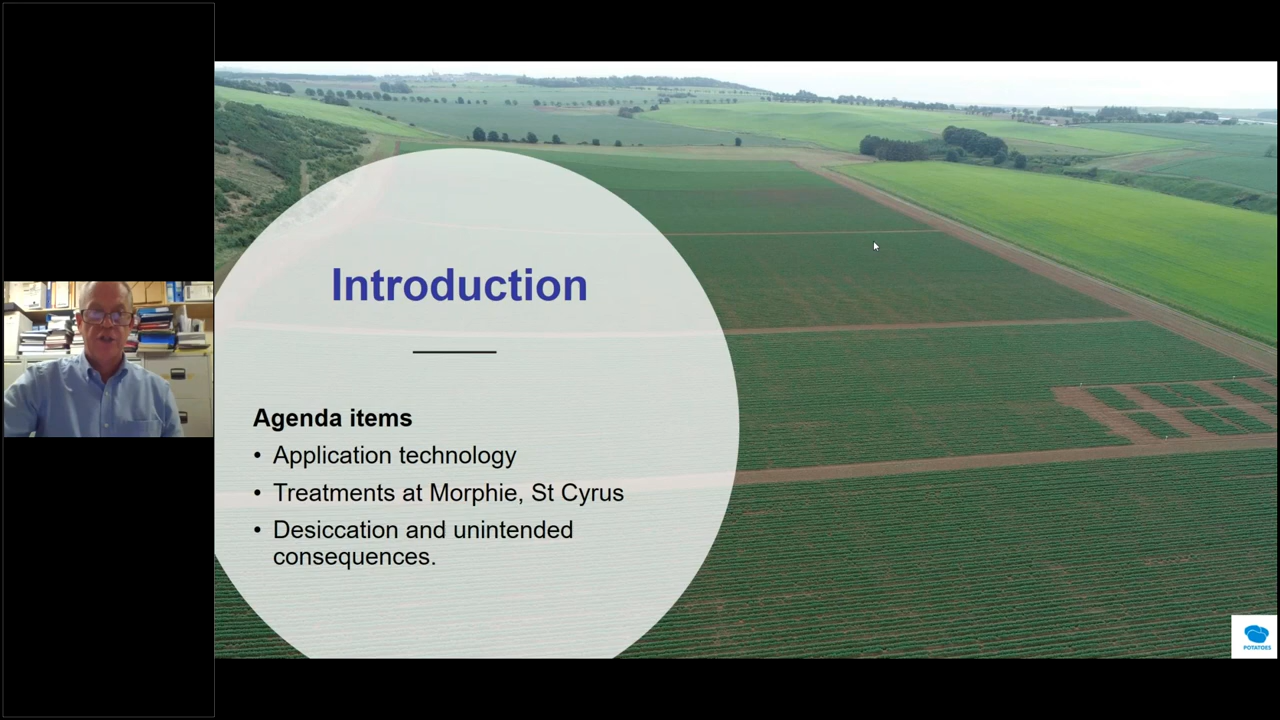 Introduction
Agenda items
• Application technology
• Treatments at Morphie, St Cyrus
• Desiccation and unintended
consequences.
POTATOES